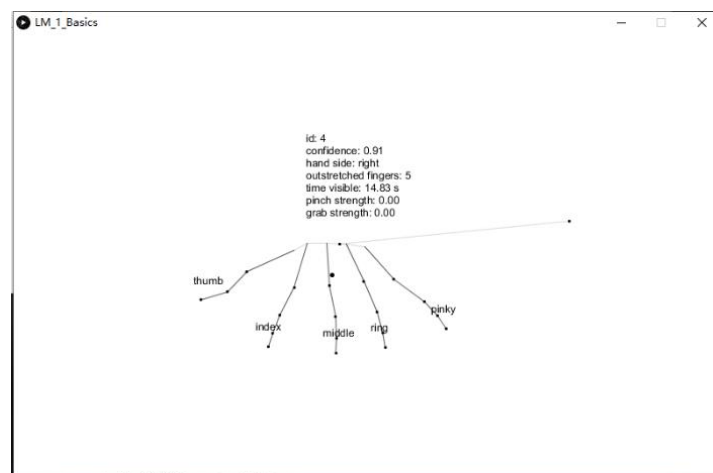 LM_1_Basics
id: 4
confidence: 0.91
hand side: right
outstretched fingers: 5
time visible: 14.83 s
pinch strength: 0.00
grab strength: 0.00
thumb
index
middle
ring
pinky